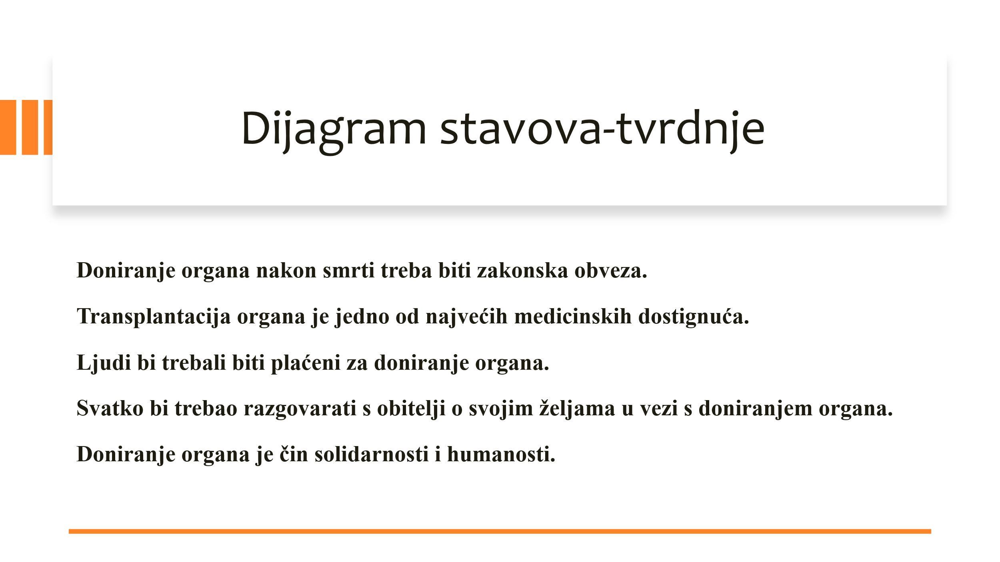 Dijagram stavova-tvrdnje
Doniranje organa nakon smrti treba biti zakonska obveza.
Transplantacija organa je jedno od najvećih medicinskih dostignuća.
Ljudi bi trebali biti plaćeni za doniranje organa.
Svatko bi trebao razgovarati s obitelji o svojim željama u vezi s doniranjem organa.
Doniranje organa je čin solidarnosti i humanosti.